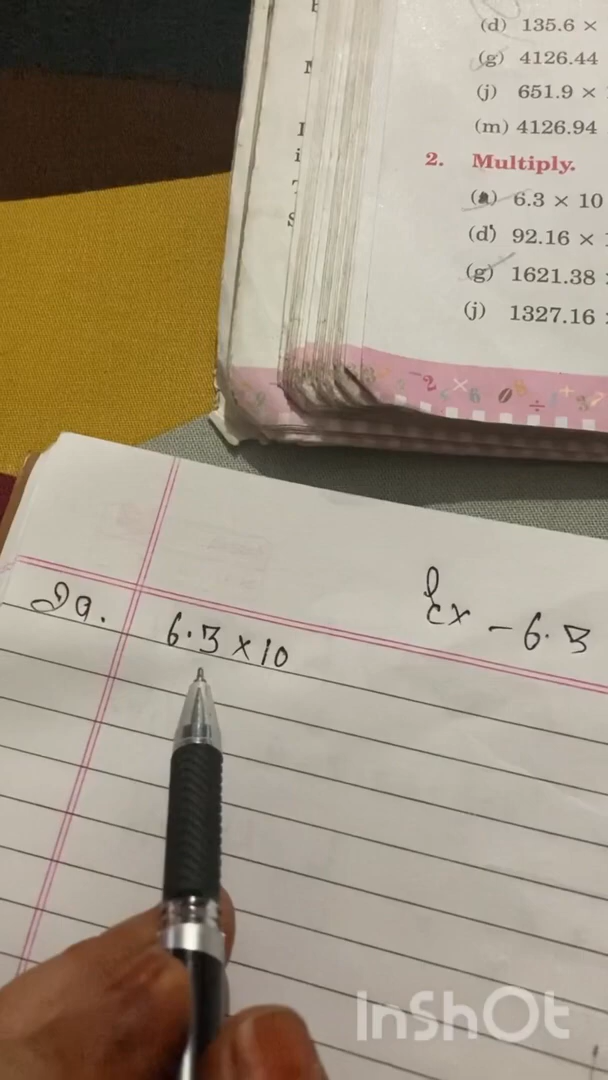 (d) 135.6 ×
(g) 4126.44
(j) 651.9 ×
(m) 4126.94
2. Multiply.
(a) 6.3 × 10
(d) 92.16 × 1
(g) 1621.38
(j) 1327.16
Ex - 6.3
2a. 6.3 × 10
InShOt